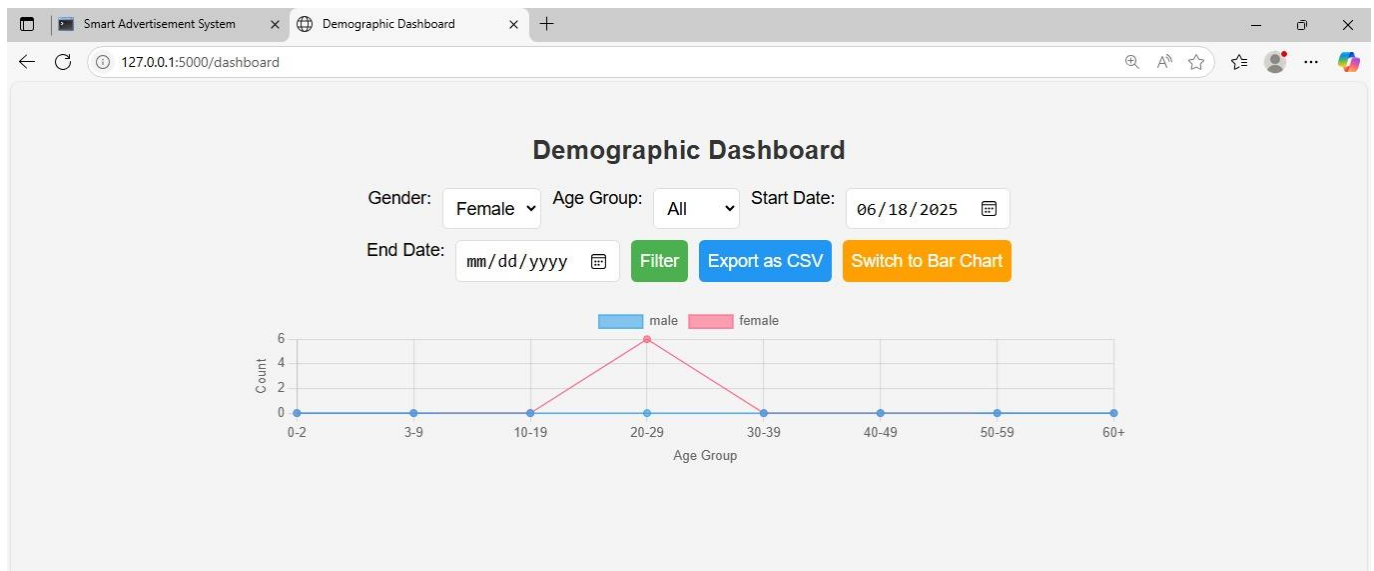 Smart Advertisement System Demographic Dashboard
127.0.0.1:5000/dashboard
Demographic Dashboard
Gender: Female Age Group: All Start Date: 06/18/2025
End Date: mm/dd/yyyy Filter Export as CSV Switch to Bar Chart
male female
6
4
2
0
Count
0-2 3-9 10-19 20-29 30-39 40-49 50-59 60+
Age Group